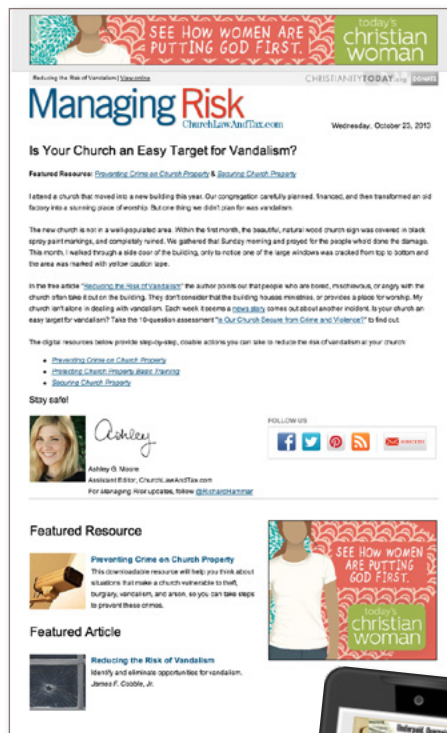 SEE HOW WOMEN ARE
PUTTING GOD FIRST.
today's
christian
woman
Reducing the Risk of Vandalism | View online
CHRISTIANITYTODAY.org DONATE
Managing Risk
ChurchLawAndTax.com
Wednesday, October 23, 2013
Is Your Church an Easy Target for Vandalism?
Featured Resource: Preventing Crime on Church Property & Securing Church Property
I attend a church that moved into a new building this year. Our congregation carefully planned, financed, and then transformed an old
factory into a stunning place of worship. But one thing we didn't plan for was vandalism.
The new church is not in a well-populated area. Within the first month, the beautiful, natural wood church sign was covered in black
spray paint markings, and completely ruined. We gathered that Sunday morning and prayed for the people who'd done the damage.
This month, I walked through a side door of the building, only to notice one of the large windows was cracked from top to bottom and
the area was marked with yellow caution tape.
In the free article "Reducing the Risk of Vandalism" the author points out that people who are bored, mischievous, or angry with the
church often take it out on the building. They don't consider that the building houses ministries, or provides a place for worship. My
church isn't alone in dealing with vandalism. Each week it seems a news story comes out about another incident. Is your church an
easy target for vandalism? Take the 10-question assessment "Is Our Church Secure from Crime and Violence?" to find out.
The digital resources below provide step-by-step, doable actions you can take to reduce the risk of vandalism at your church:
• Preventing Crime on Church Property
• Protecting Church Property Basic Training
• Securing Church Property
Stay safe!
Ashley
Ashley G. Moore
Assistant Editor, ChurchLawAndTax.com
For Managing Risk updates, follow @RichardHammar
FOLLOW US
SUBSCRIBE
Featured Resource
Preventing Crime on Church Property
This downloadable resource will help you think about
situations that make a church vulnerable to theft,
burglary, vandalism, and arson, so you can take steps
to prevent these crimes.
Featured Article
Reducing the Risk of Vandalism
Identify and eliminate opportunities for vandalism.
James F. Cobble, Jr.
SEE HOW WOMEN
ARE PUTTING
GOD FIRST.
today's
christian
woman